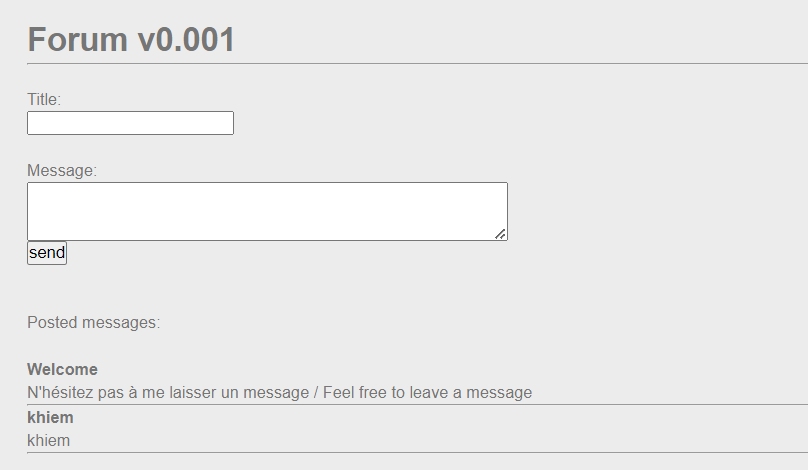 Forum v0.001
Title:
Message:
send
Posted messages:
Welcome
N'hésitez pas à me laisser un message / Feel free to leave a message
khiem
khiem